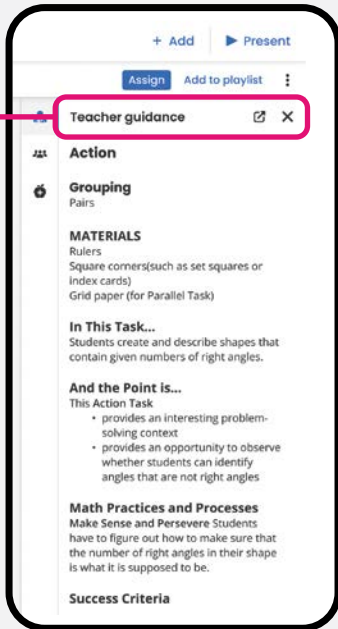 + Add Present
Assign Add to playlist
Teacher guidance
Action
Grouping
Pairs
MATERIALS
Rulers
Square corners(such as set squares or
index cards)
Grid paper (for Parallel Task)
In This Task...
Students create and describe shapes that
contain given numbers of right angles.
And the Point is...
This Action Task
• provides an interesting problem-
solving context
• provides an opportunity to observe
whether students can identify
angles that are not right angles
Math Practices and Processes
Make Sense and Persevere Students
have to figure out how to make sure that
the number of right angles in their shape
is what it is supposed to be.
Success Criteria